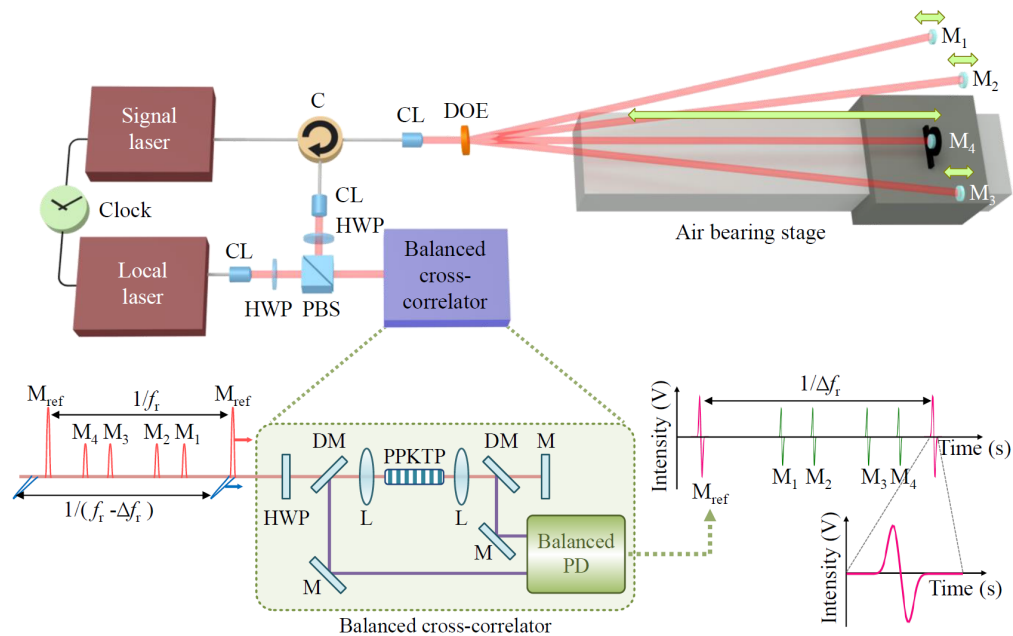 Signal
laser
C
CL
DOE
M1
M2
M4
M3
Clock
CL
HWP
Air bearing stage
Local
laser
CL
HWP
PBS
Balanced
cross-
correlator
Mref
1/fr
Mref
M4
M3
M2
M1
1/(fr -Δfr )
HWP
DM
L
PPKTP
L
DM
M
M
M
Balanced
PD
Balanced cross-correlator
Intensity (V)
1/Δfr
Time (s)
Mref
M1
M2
M3
M4
Intensity (V)
Time (s)